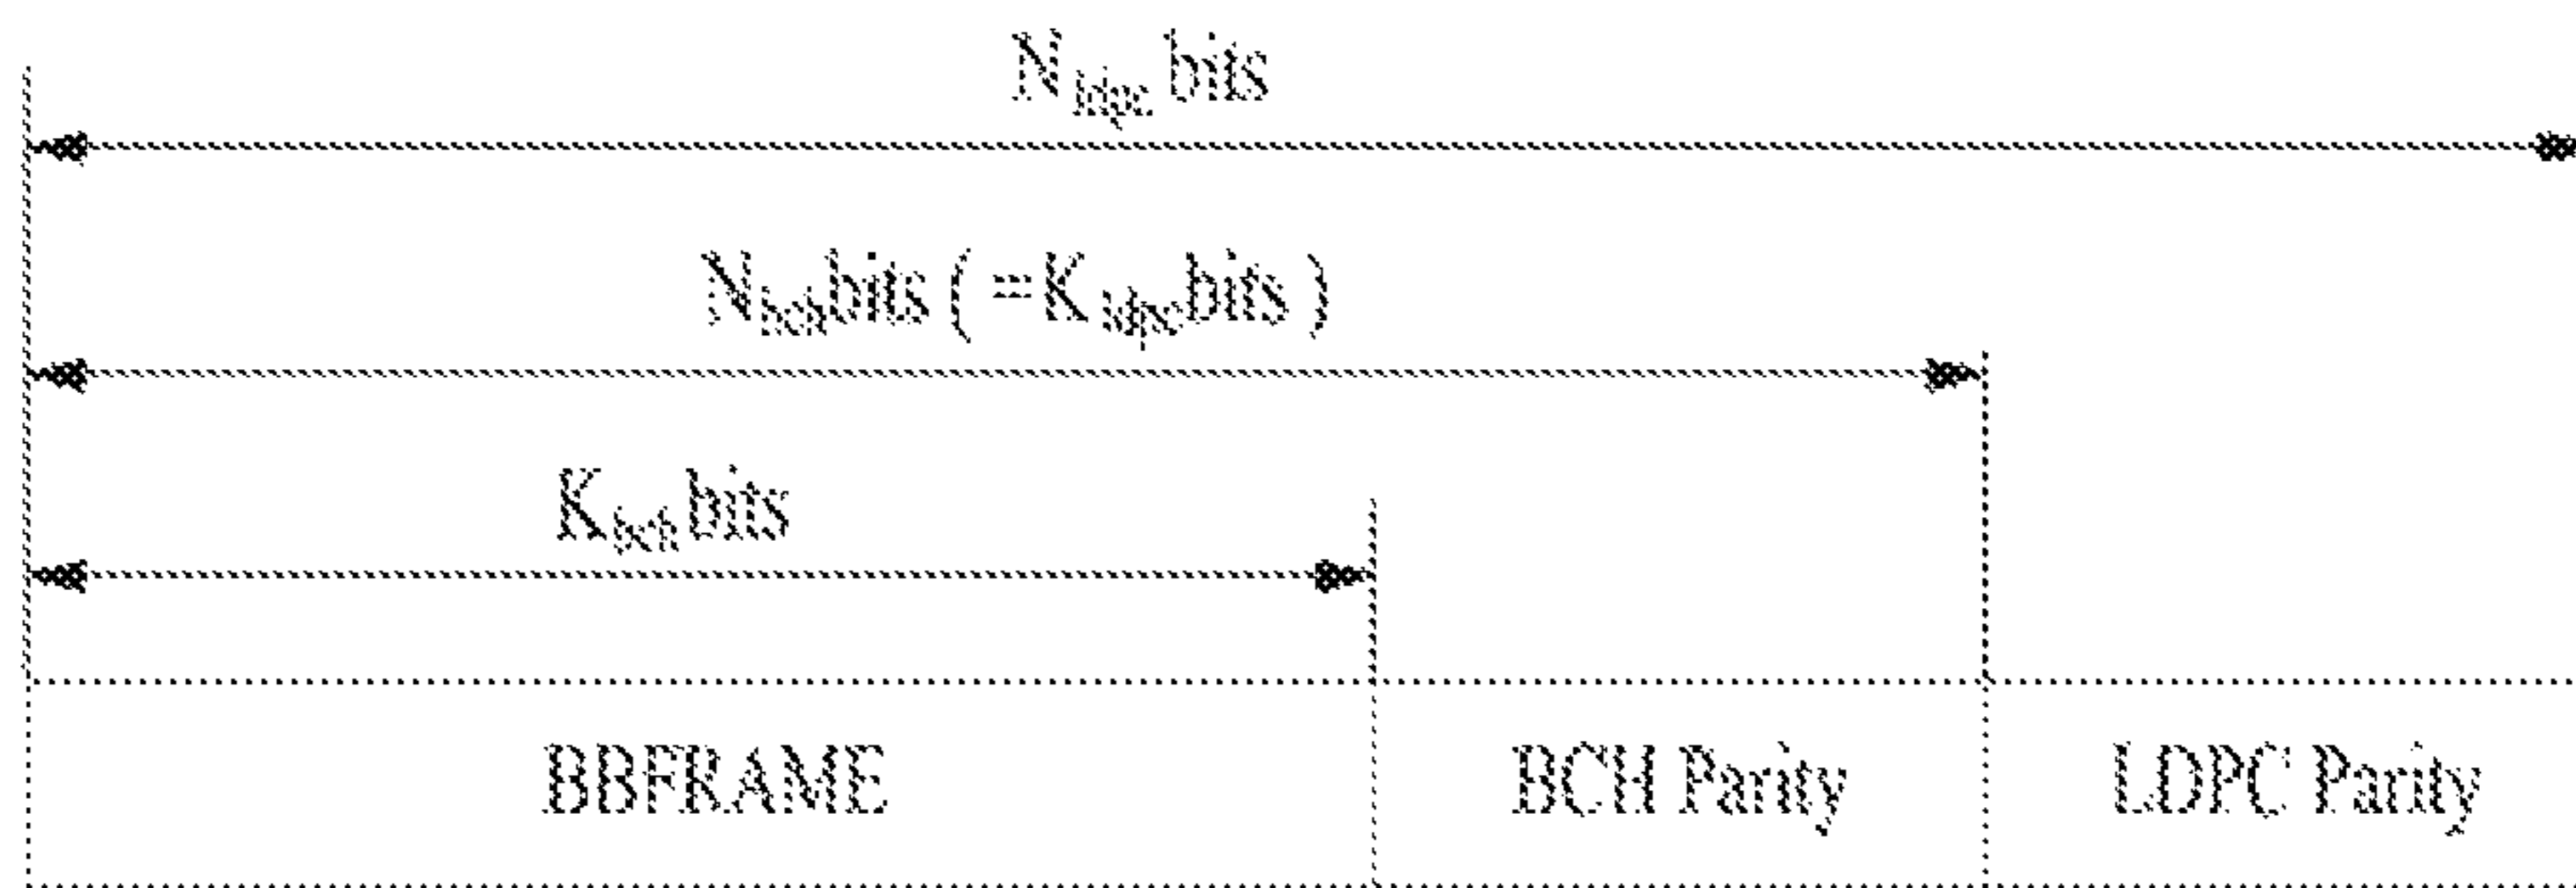 N ldpc bits
N bch bits ( = K ldpc bits )
K bch bits
BBFRAME BCH Parity LDPC Parity